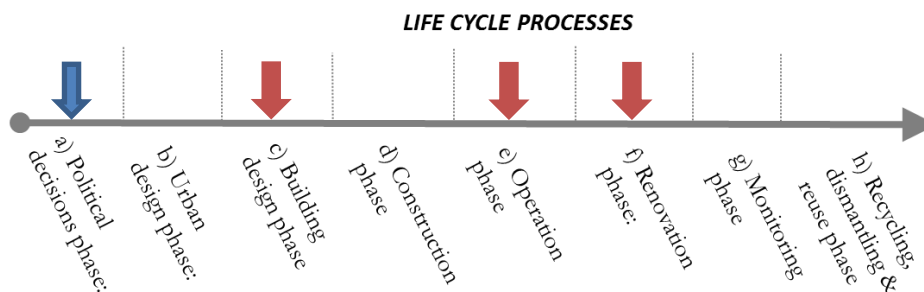 LIFE CYCLE PROCESSES
a) Political
decisions phase:
b) Urban
design phase:
c) Building
design phase
d) Construction
phase
e) Operation
phase
f) Renovation
phase:
g) Monitoring
phase
h) Recycling,
dismantling &
reuse phase